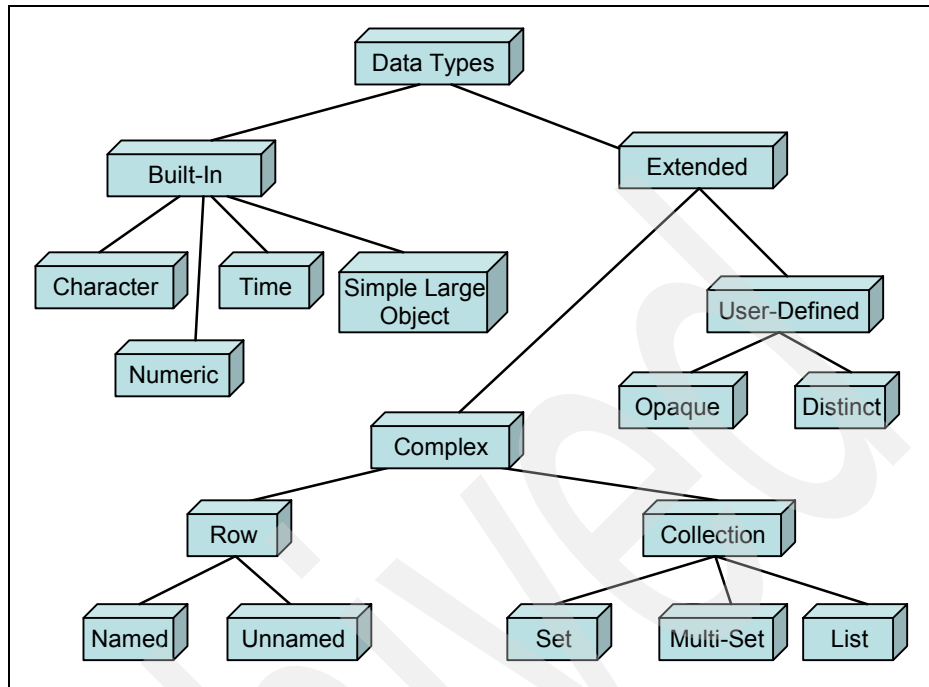 Data Types
Built-In
Extended
Character
Time
Simple Large
Object
User-Defined
Numeric
Opaque
Distinct
Complex
Row
Collection
Named
Unnamed
Set
Multi-Set
List